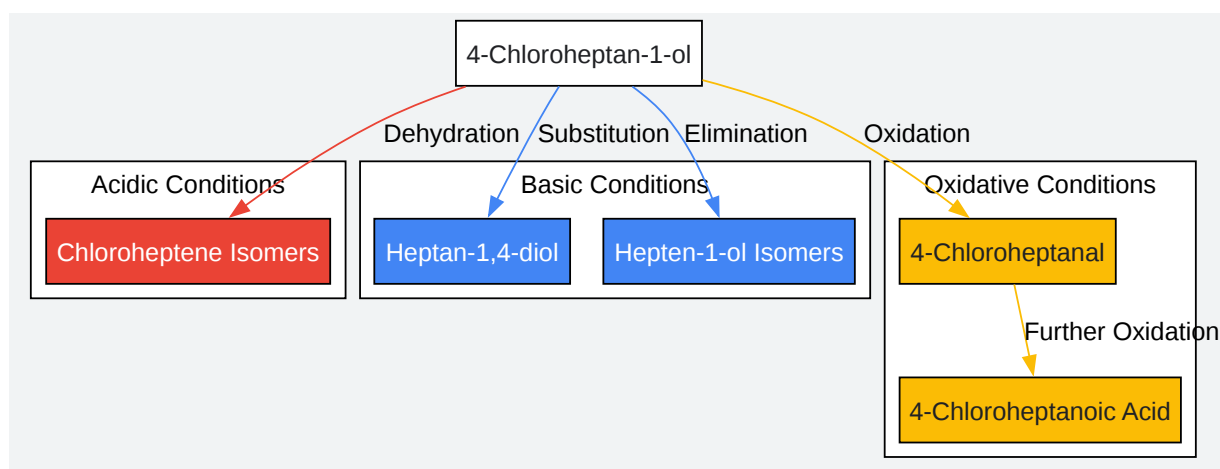 4-Chloroheptan-1-ol
Dehydration
Substitution
Elimination
Oxidation
Acidic Conditions
Basic Conditions
Oxidative Conditions
Chloroheptene Isomers
Heptan-1,4-diol
Hepten-1-ol Isomers
4-Chloroheptanal
Further Oxidation
4-Chloroheptanoic Acid